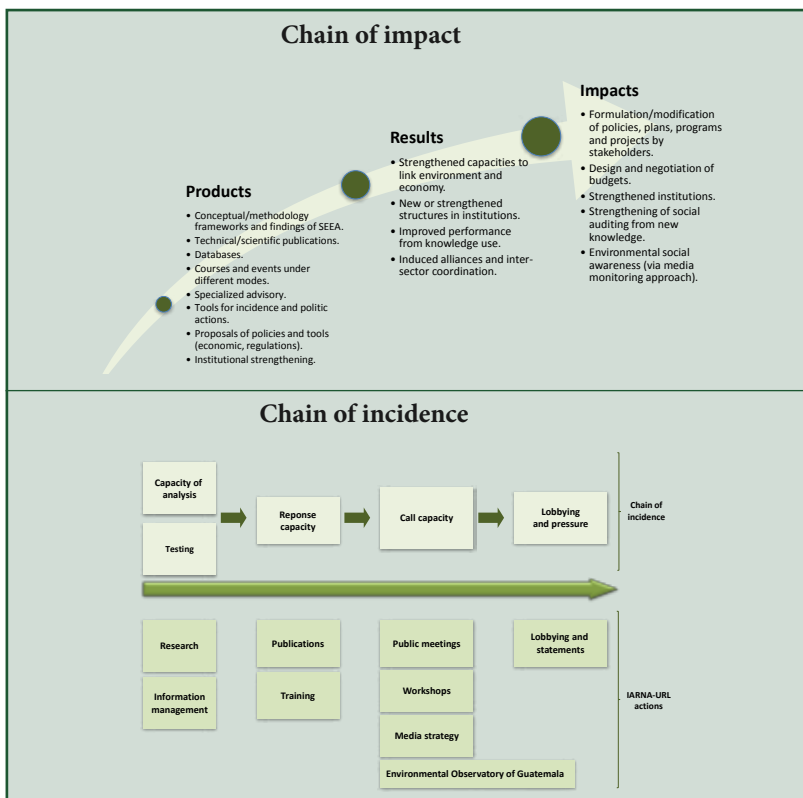 Chain of impact
Products
• Conceptual/methodology
frameworks and findings of SEEA.
• Technical/scientific publications.
• Databases.
• Courses and events under
different modes.
• Specialized advisory.
• Tools for incidence and politic
actions.
• Proposals of policies and tools
(economic, regulations).
• Institutional strengthening.
Results
• Strengthened capacities to
link environment and
economy.
• New or strengthened
structures in institutions.
• Improved performance
from knowledge use.
• Induced alliances and inter-
sector coordination.
Impacts
• Formulation/modification
of policies, plans, programs
and projects by
stakeholders.
• Design and negotiation of
budgets.
• Strengthened institutions.
• Strengthening of social
auditing from new
knowledge.
• Environmental social
awareness (via media
monitoring approach).
Chain of incidence
Capacity of
analysis
Testing
Reponse
capacity
Call capacity
Lobbying
and pressure
Chain of
incidence
Research
Information
management
Publications
Training
Public meetings
Workshops
Media strategy
Environmental Observatory of Guatemala
Lobbying and
statements
IARNA-URL
actions